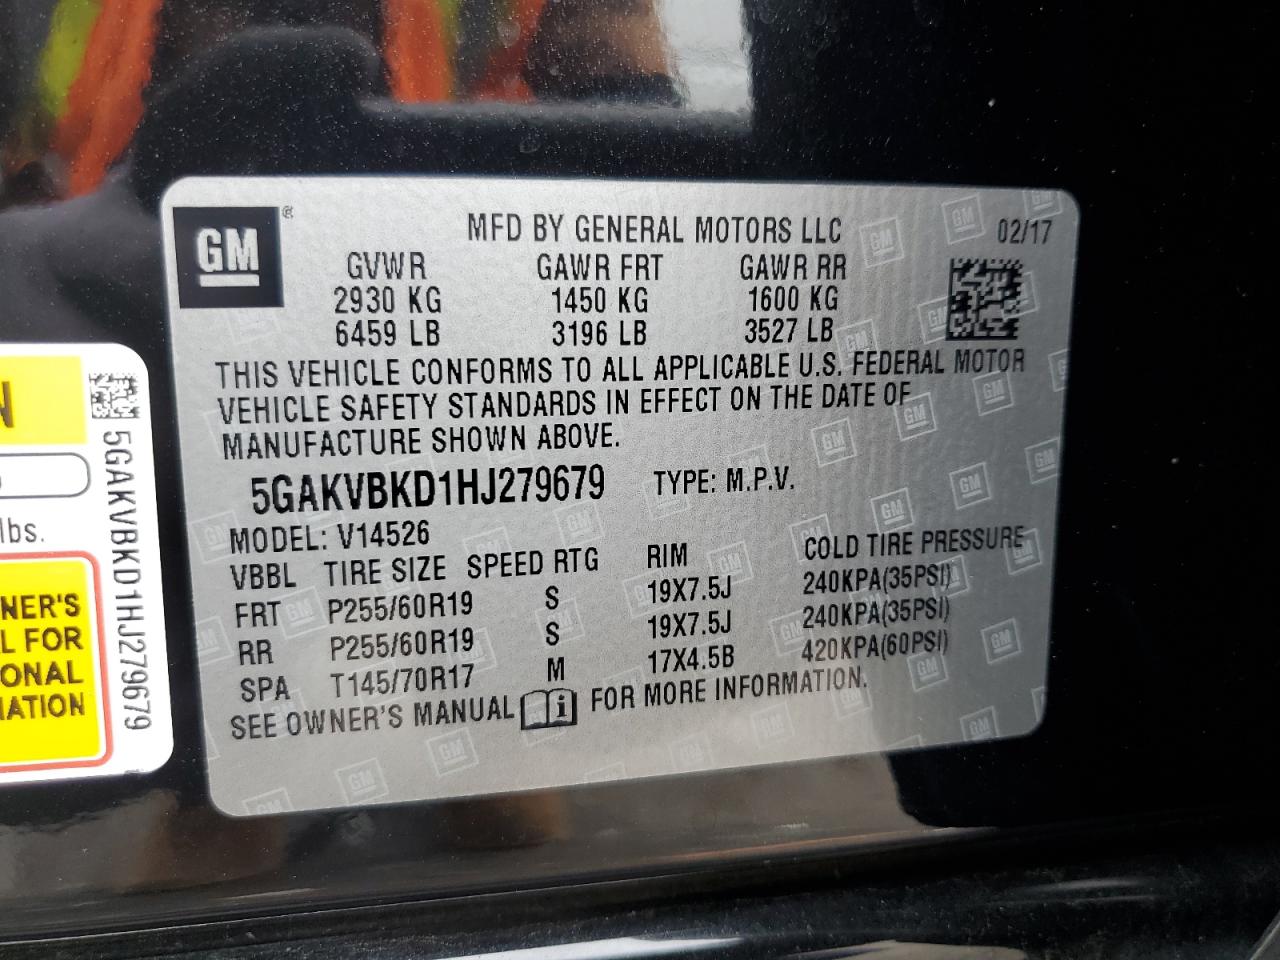 GM ®
MFD BY GENERAL MOTORS LLC 02/17
GVWR GAWR FRT GAWR RR
2930 KG 1450 KG 1600 KG
6459 LB 3196 LB 3527 LB
THIS VEHICLE CONFORMS TO ALL APPLICABLE U.S. FEDERAL MOTOR
VEHICLE SAFETY STANDARDS IN EFFECT ON THE DATE OF
MANUFACTURE SHOWN ABOVE.
5GAKVBKD1HJ279679 TYPE: M.P.V.
MODEL: V14526
VBBL TIRE SIZE SPEED RTG RIM COLD TIRE PRESSURE
FRT P255/60R19 S 19X7.5J 240KPA(35PSI)
RR P255/60R19 S 19X7.5J 240KPA(35PSI)
SPA T145/70R17 M 17X4.5B 420KPA(60PSI)
SEE OWNER'S MANUAL i FOR MORE INFORMATION.
N
lbs.
NER'S
L FOR
ONAL
ATION
5GAKVBKD1HJ279679